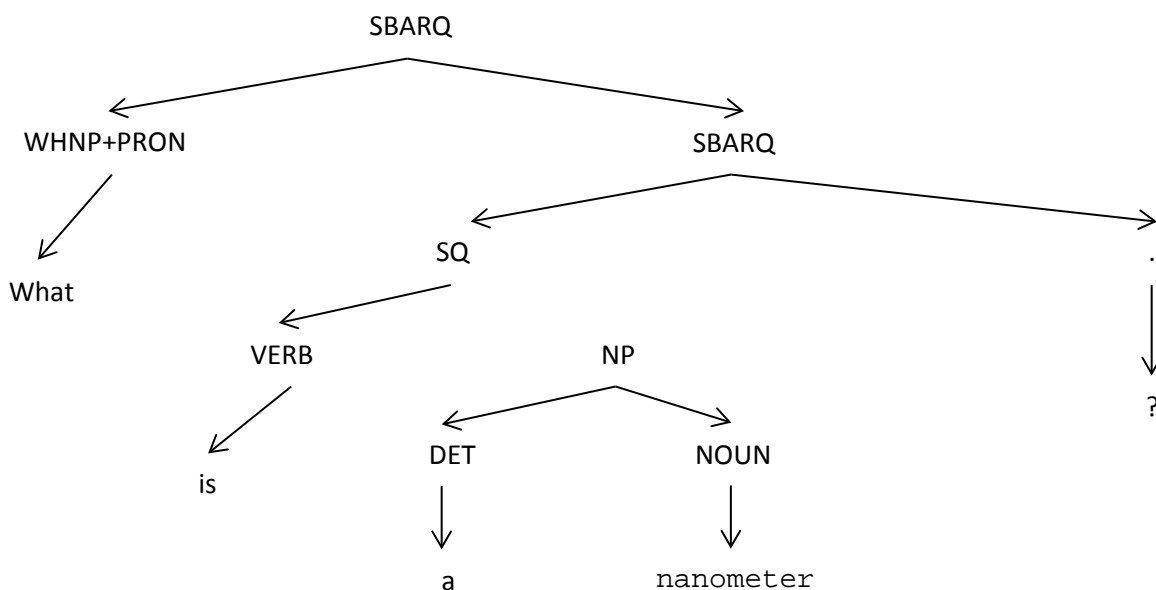 SBARQ
WHNP+PRON SBARQ
SQ .
What
VERB NP
?
DET NOUN
is
a nanometer